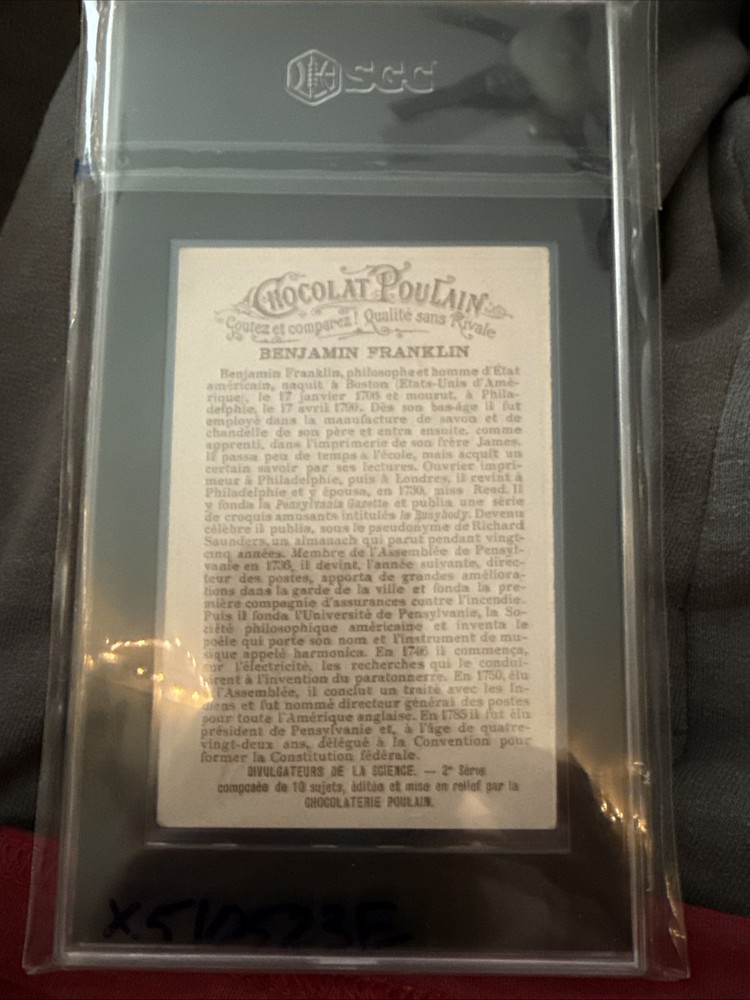 SGC
CHOCOLAT POULAIN
Goutez et comparez! Qualité sans Rivale
BENJAMIN FRANKLIN
Benjamin Franklin, philosophe et homme d'État
américain, naquit à Boston (Etats-Unis d'Amé-
rique), le 17 janvier 1706 et mourut, à Phila-
delphie, le 17 avril 1790. Dès son bas-âge il fut
employé dans la manufacture de savon et de
chandelle de son père et entra ensuite, comme
apprenti, dans l'imprimerie de son frère James.
Il passa peu de temps à l'école, mais acquit un
certain savoir par ses lectures. Ouvrier impri-
meur à Philadelphie, puis à Londres, il revint à
Philadelphie et y épousa, en 1730, miss Read. Il
y fonda la Pensylvania Gazette et publia une série
de croquis amusants intitulés le Busybody. Devenu
célèbre il publia, sous le pseudonyme de Richard
Saunders, un almanach qui parut pendant vingt-
cinq années. Membre de l'Assemblée de Pensyl-
vanie en 1736, il devint, l'année suivante, direc-
teur des postes, apporta de grandes améliora-
tions dans la garde de la ville et fonda la pre-
mière compagnie d'assurances contre l'incendie.
Puis il fonda l'Université de Pensylvanie, la So-
ciété philosophique américaine et inventa le
poêle qui porte son nom et l'instrument de mu-
sique appelé harmonica. En 1746 il commença,
sur l'électricité, les recherches qui le condui-
sirent à l'invention du paratonnerre. En 1750, élu
à l'Assemblée, il conclut un traité avec les In-
diens et fut nommé directeur général des postes
pour toute l'Amérique anglaise. En 1785 il fut élu
président de Pensylvanie et, à l'âge de quatre-
vingt-deux ans, délégué à la Convention pour
former la Constitution fédérale.
DIVULGATEURS DE LA SCIENCE. — 2e Série
composée de 10 sujets, éditée et mise en relief par la
CHOCOLATERIE POULAIN.